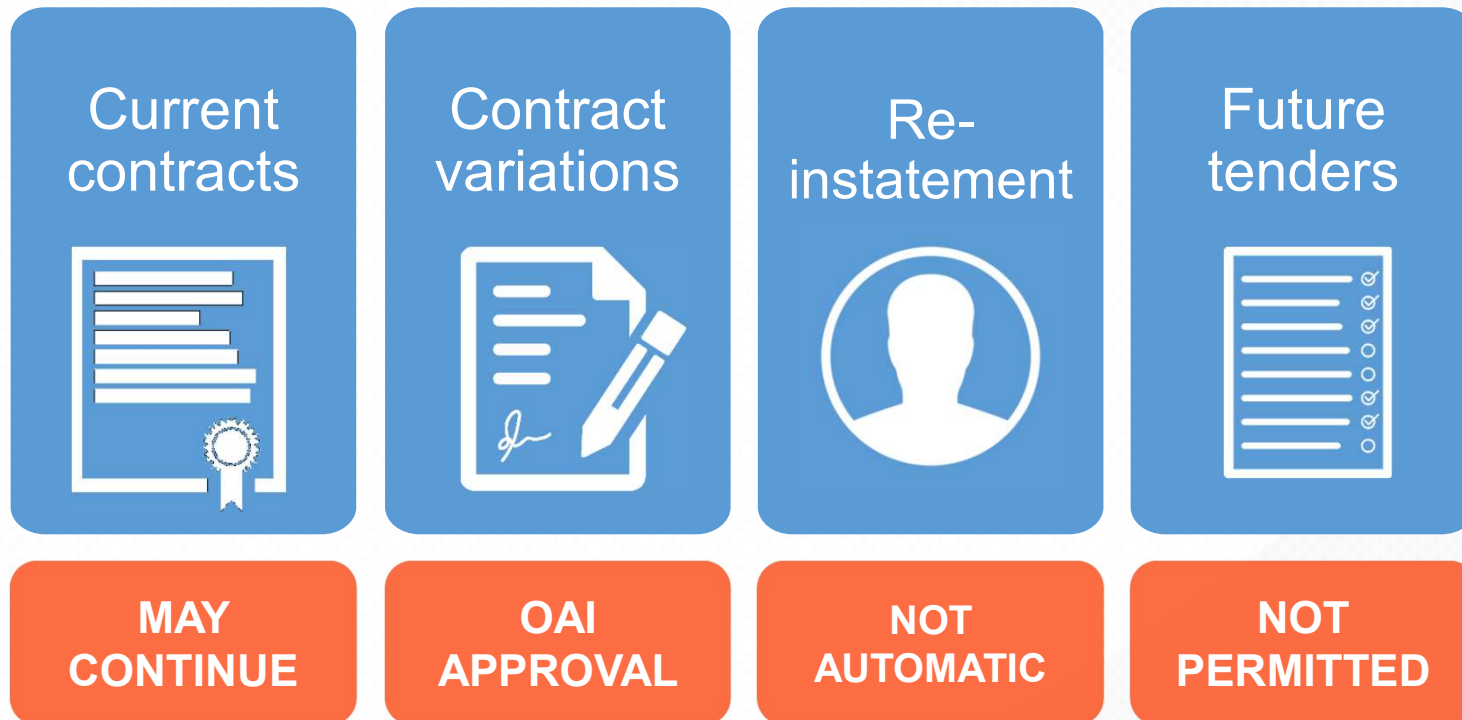 Current
contracts
MAY
CONTINUE
Contract
variations
OAI
APPROVAL
Re-
instatement
NOT
AUTOMATIC
Future
tenders
NOT
PERMITTED